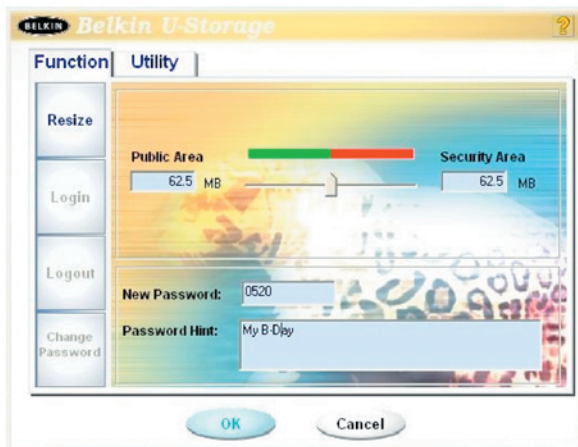 BELKIN Belkin U-Storage ?
Function Utility
Resize
Login
Logout
Change
Password
Public Area Security Area
62.5 MB 62.5 MB
New Password: 0520
Password Hint: My B-Day
OK Cancel